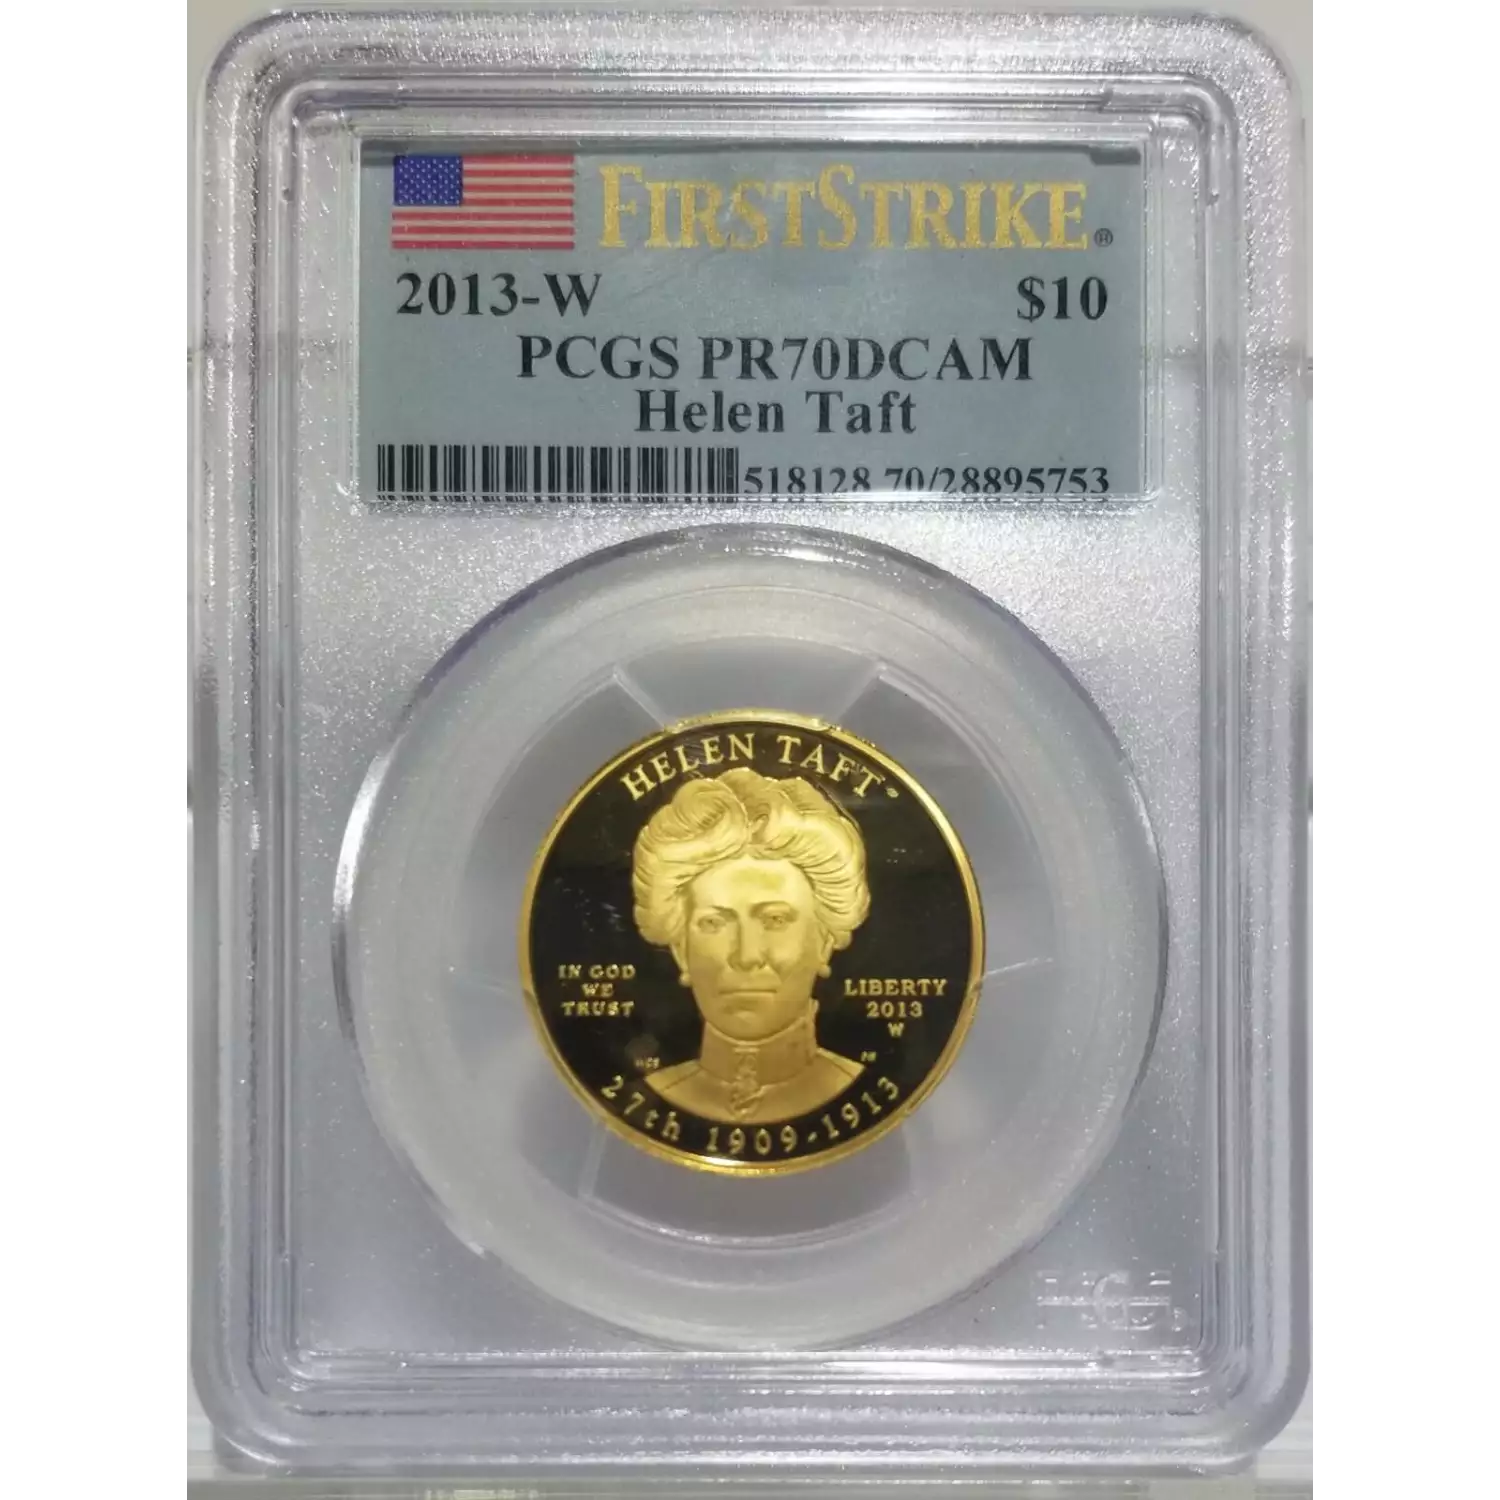 FIRSTSTRIKE®
2013-W $10
PCGS PR70DCAM
Helen Taft
518128.70/28895753
HELEN TAFT
IN GOD
WE
TRUST
LIBERTY
2013
W
27th 1909-1913
PCGS